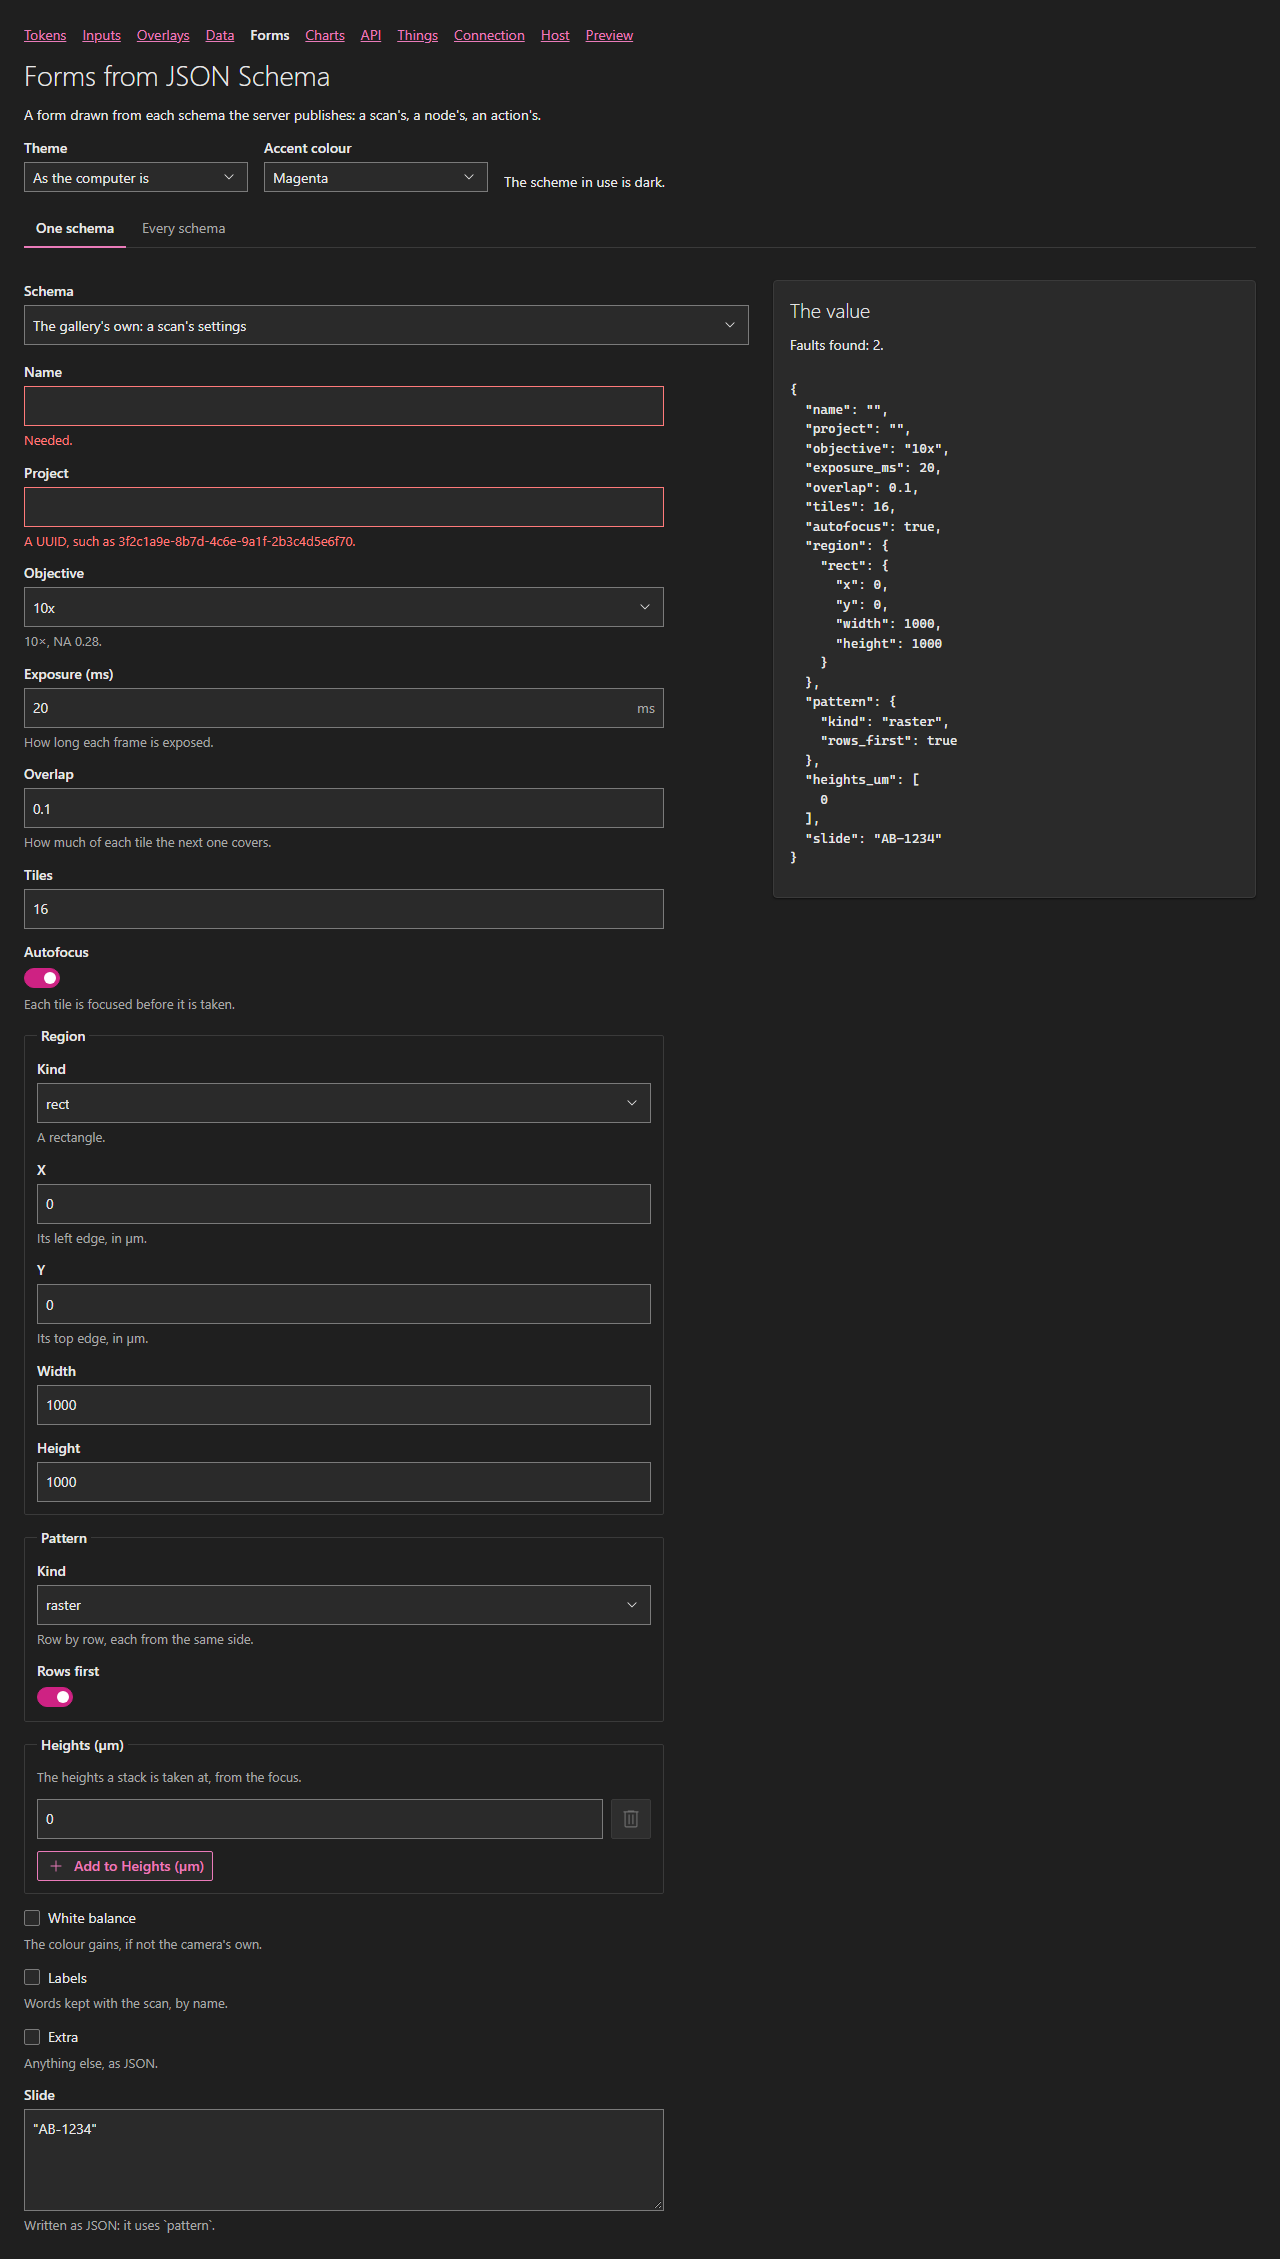 Tokens Inputs Overlays Data Forms Charts API Things Connection Host Preview
Forms from JSON Schema
A form drawn from each schema the server publishes: a scan's, a node's, an action's.
Theme
As the computer is
Accent colour
Magenta
The scheme in use is dark.
One schema
Every schema
Schema
The gallery's own: a scan's settings
Name
Needed.
Project
A UUID, such as 3f2c1a9e-8b7d-4c6e-9a1f-2b3c4d5e6f70.
Objective
10x
10×, NA 0.28.
Exposure (ms)
20 ms
How long each frame is exposed.
Overlap
0.1
How much of each tile the next one covers.
Tiles
16
Autofocus
Each tile is focused before it is taken.
Region
Kind
rect
A rectangle.
X
0
Its left edge, in µm.
Y
0
Its top edge, in µm.
Width
1000
Height
1000
Pattern
Kind
raster
Row by row, each from the same side.
Rows first
Heights (µm)
The heights a stack is taken at, from the focus.
0
Add to Heights (µm)
White balance
The colour gains, if not the camera's own.
Labels
Words kept with the scan, by name.
Extra
Anything else, as JSON.
Slide
"AB-1234"
Written as JSON: it uses `pattern`.
The value
Faults found: 2.
{
"name": "",
"project": "",
"objective": "10x",
"exposure_ms": 20,
"overlap": 0.1,
"tiles": 16,
"autofocus": true,
"region": {
"rect": {
"x": 0,
"y": 0,
"width": 1000,
"height": 1000
}
},
"pattern": {
"kind": "raster",
"rows_first": true
},
"heights_um": [
0
],
"slide": "AB-1234"
}